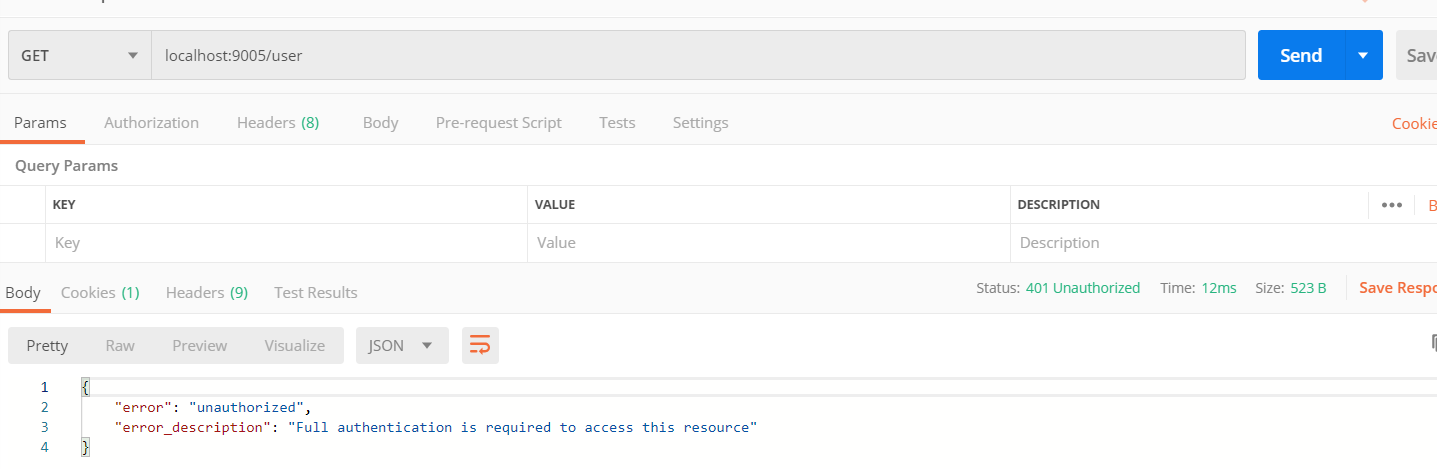 GET localhost:9005/user Send Sav
Params Authorization Headers (8) Body Pre-request Script Tests Settings Cookie
Query Params
KEY VALUE DESCRIPTION ••• B
Key Value Description
Body Cookies (1) Headers (9) Test Results Status: 401 Unauthorized Time: 12ms Size: 523 B Save Respo
Pretty Raw Preview Visualize JSON
1 {
2 "error": "unauthorized",
3 "error_description": "Full authentication is required to access this resource"
4 }